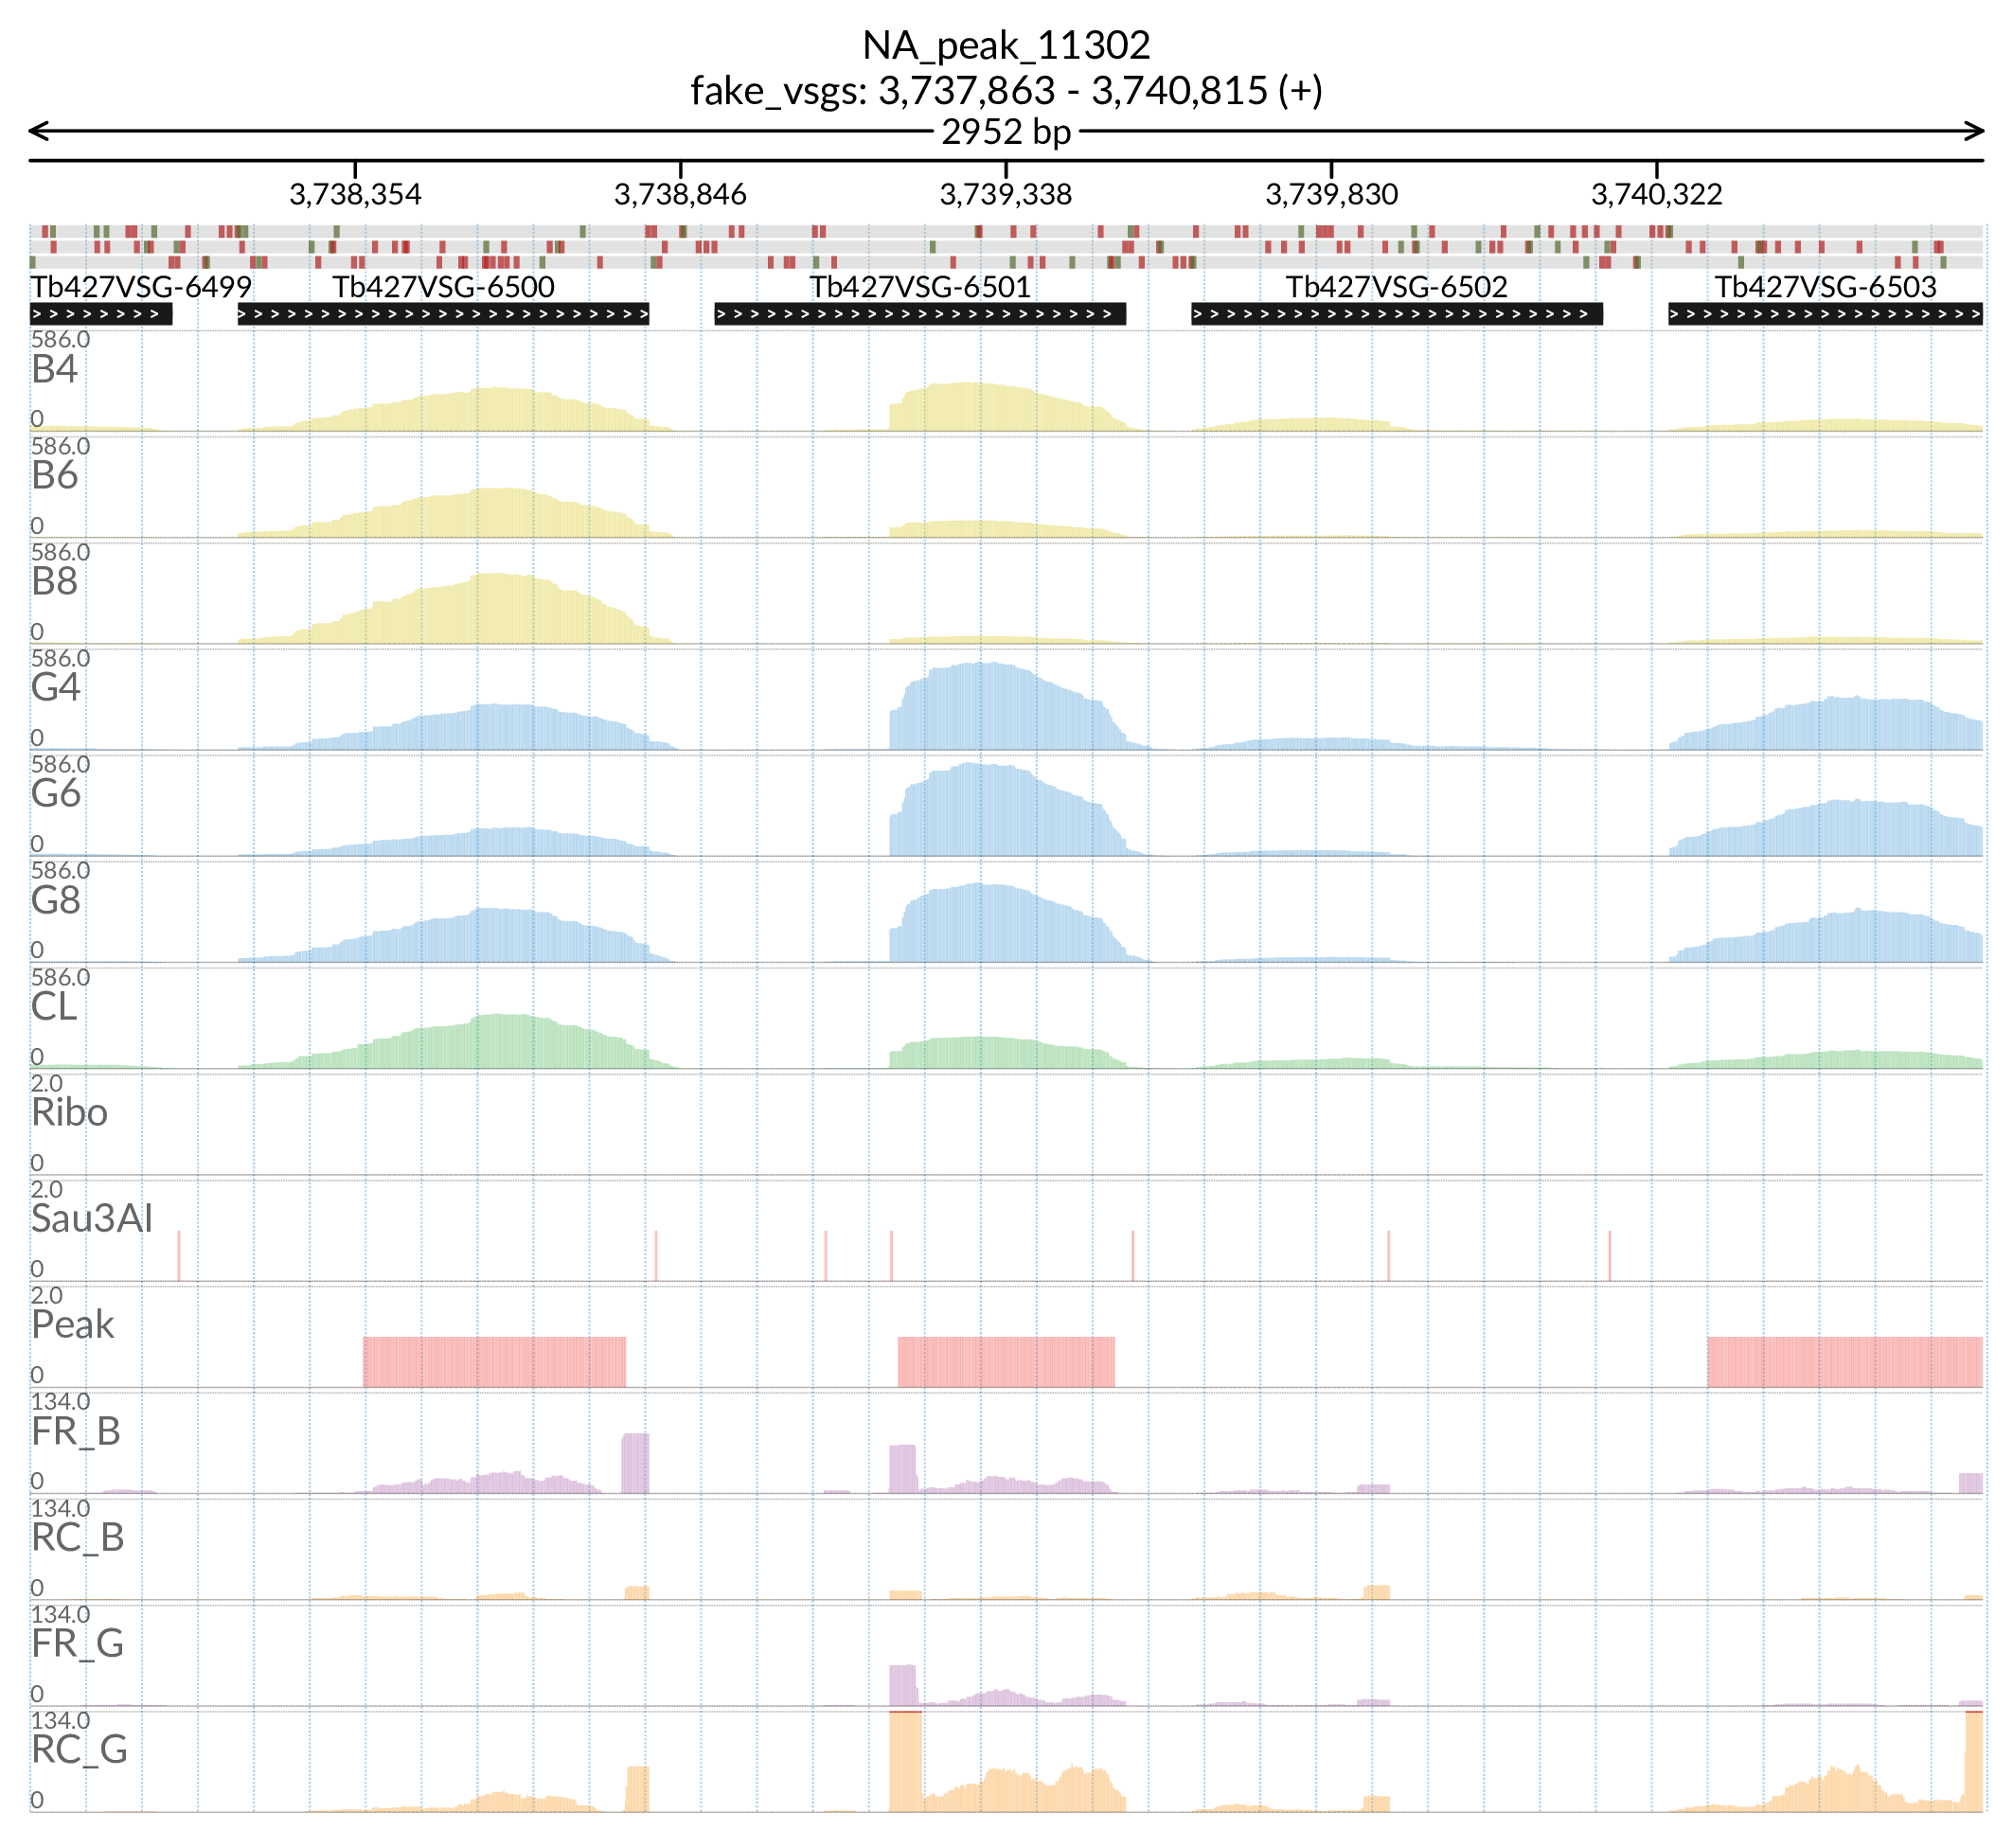 NA_peak_11302
fake_vsgs: 3,737,863 - 3,740,815 (+)
2952 bp
3,738,354 3,738,846 3,739,338 3,739,830 3,740,322
Tb427VSG-6499 Tb427VSG-6500 Tb427VSG-6501 Tb427VSG-6502 Tb427VSG-6503
586.0
B4
0
586.0
B6
0
586.0
B8
0
586.0
G4
0
586.0
G6
0
586.0
G8
0
586.0
CL
0
2.0
Ribo
0
2.0
Sau3AI
0
2.0
Peak
0
134.0
FR_B
0
134.0
RC_B
0
134.0
FR_G
0
134.0
RC_G
0